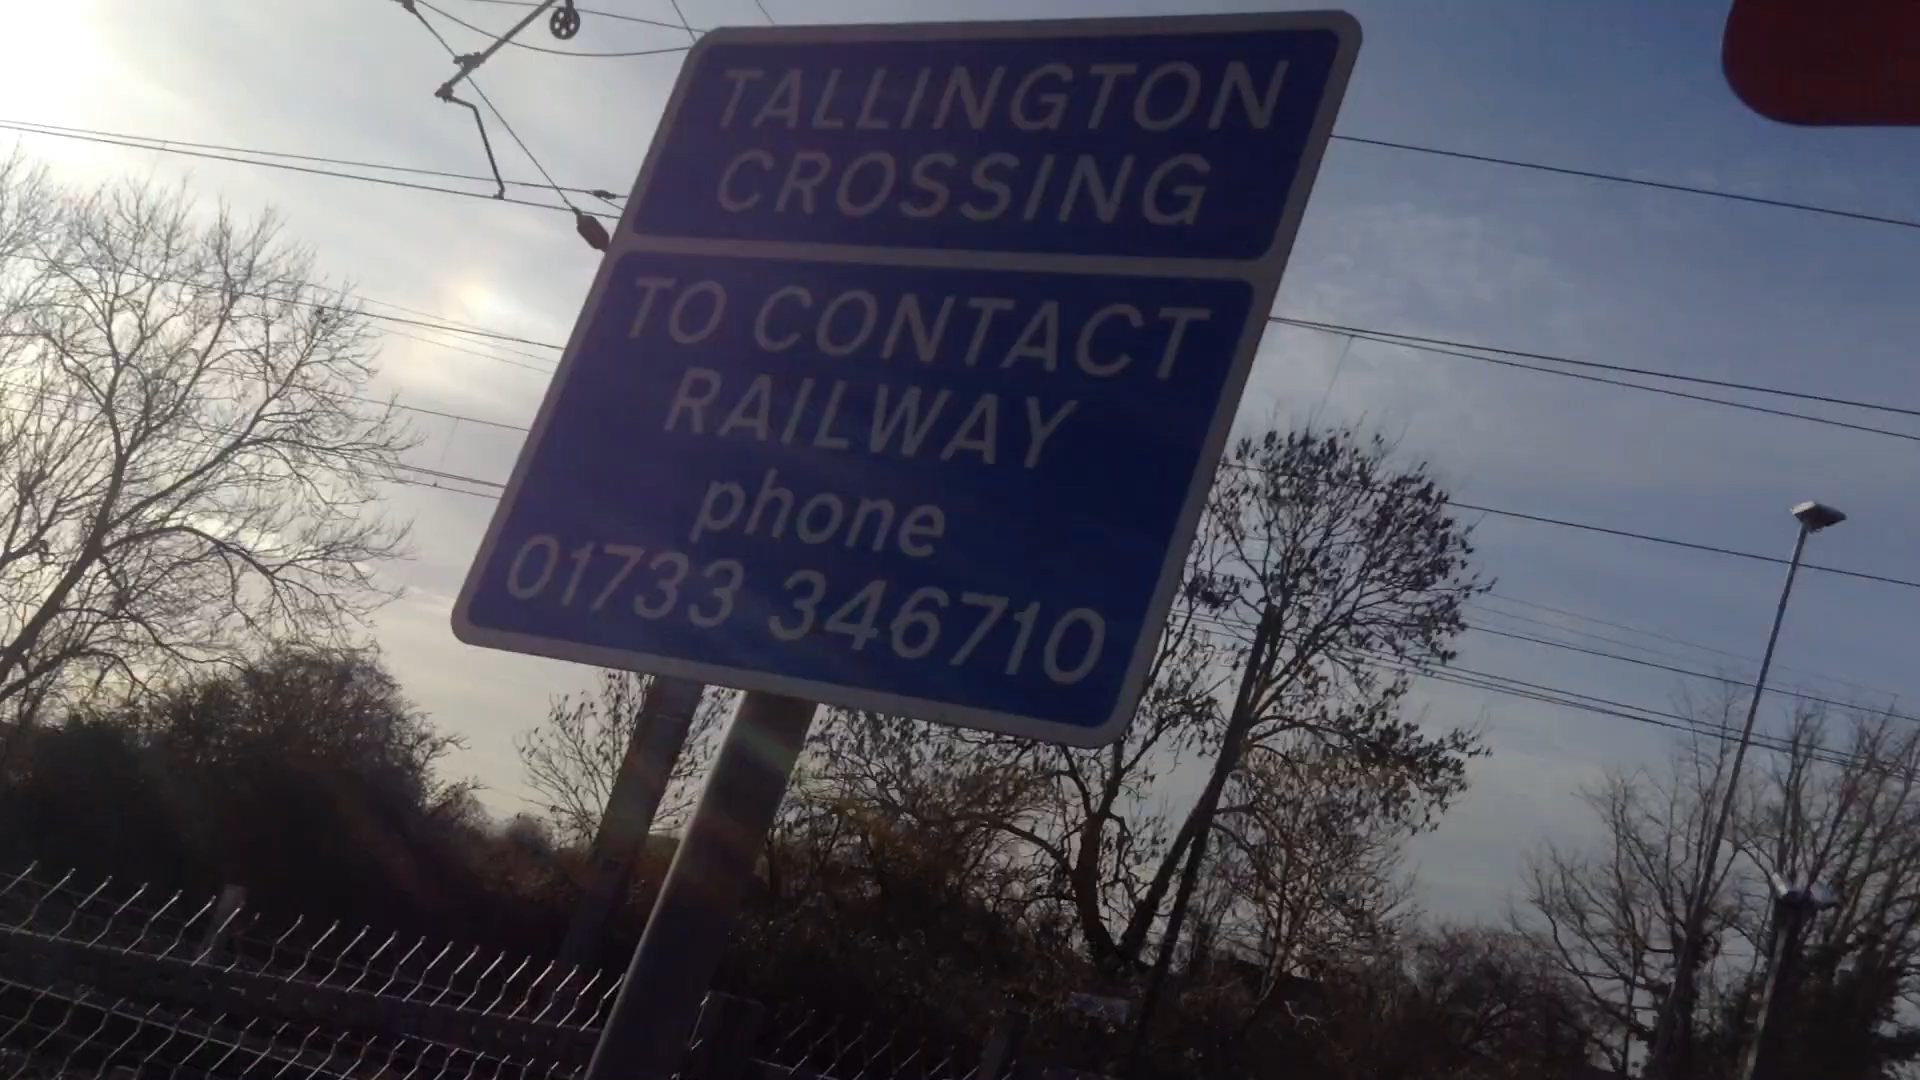 TALLINGTON
CROSSING
TO CONTACT
RAILWAY
phone
01733 346710